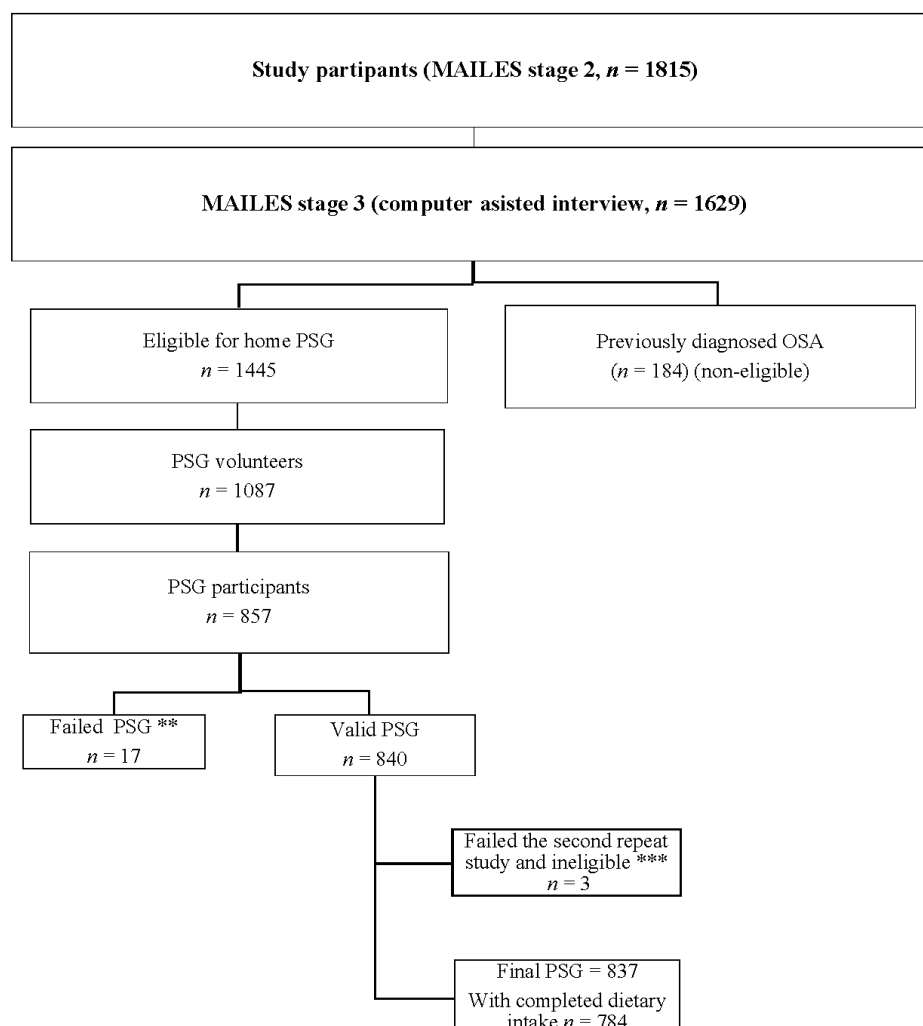 Study partipants (MAILES stage 2, n = 1815)
MAILES stage 3 (computer asisted interview, n = 1629)
Eligible for home PSG
n = 1445
Previously diagnosed OSA
(n = 184) (non-eligible)
PSG volunteers
n = 1087
PSG participants
n = 857
Failed PSG **
n = 17
Valid PSG
n = 840
Failed the second repeat
study and ineligible ***
n = 3
Final PSG = 837
With completed dietary
intake n = 784